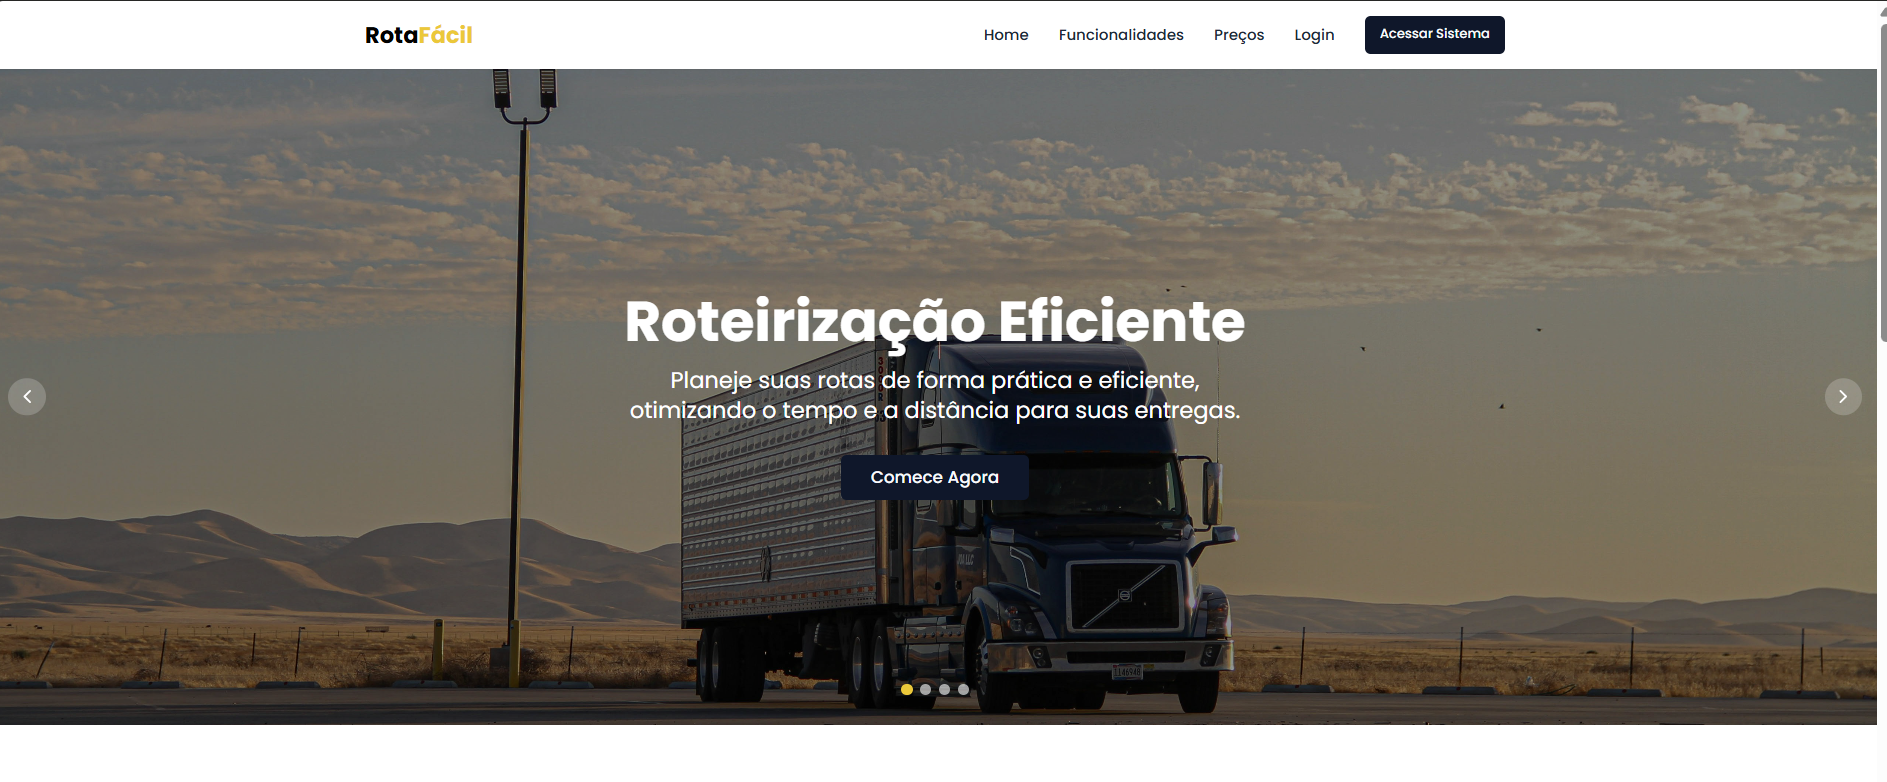 RotaFácil
Home
Funcionalidades
Preços
Login
Acessar Sistema
Roteirização Eficiente
Planeje suas rotas de forma prática e eficiente,
otimizando o tempo e a distância para suas entregas.
Comece Agora